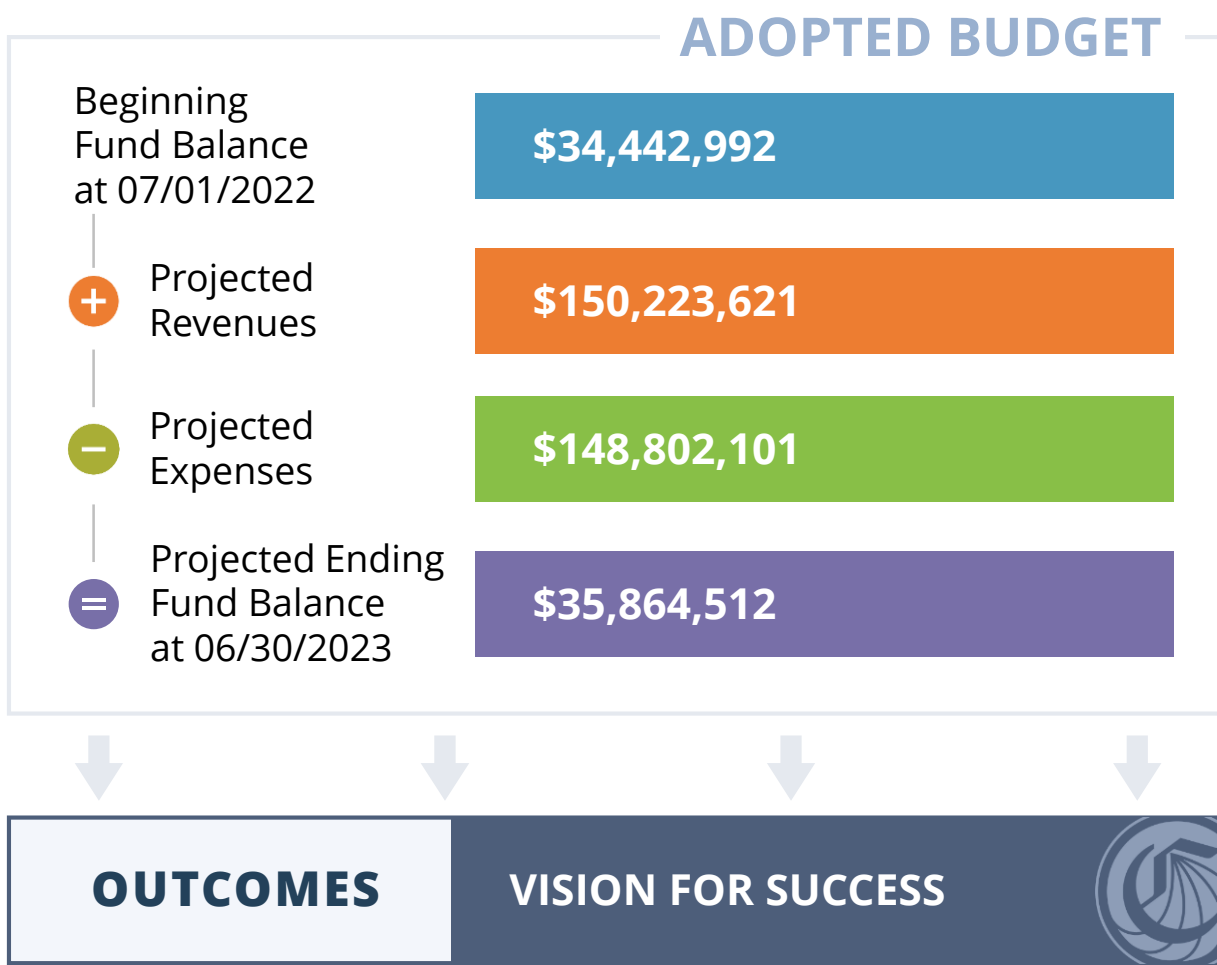 ADOPTED BUDGET
Beginning
Fund Balance
at 07/01/2022
$34,442,992
+
Projected
Revenues
$150,223,621
−
Projected
Expenses
$148,802,101
=
Projected Ending
Fund Balance
at 06/30/2023
$35,864,512
OUTCOMES
VISION FOR SUCCESS